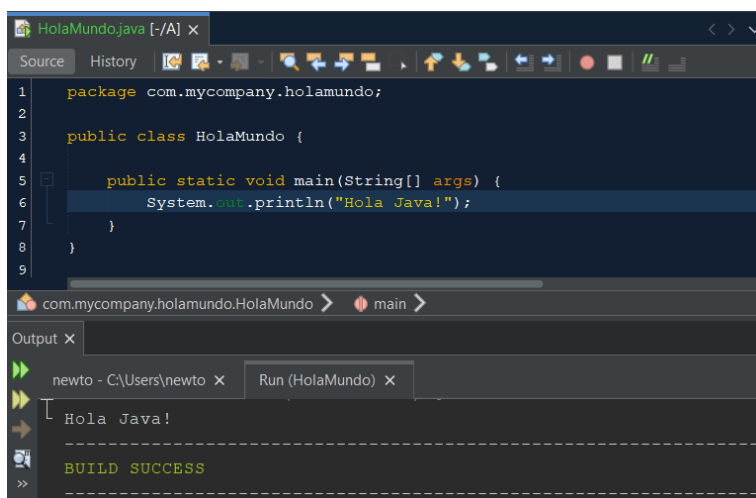 HolaMundo.java [-/A] ×
Source History
1 package com.mycompany.holamundo;
2
3 public class HolaMundo {
4
5 public static void main(String[] args) {
6 System.out.println("Hola Java!");
7 }
8 }
9
com.mycompany.holamundo.HolaMundo > main >
Output ×
newto - C:\Users\newto × Run (HolaMundo) ×
Hola Java!
------------------------------------------------------------------------
BUILD SUCCESS
------------------------------------------------------------------------